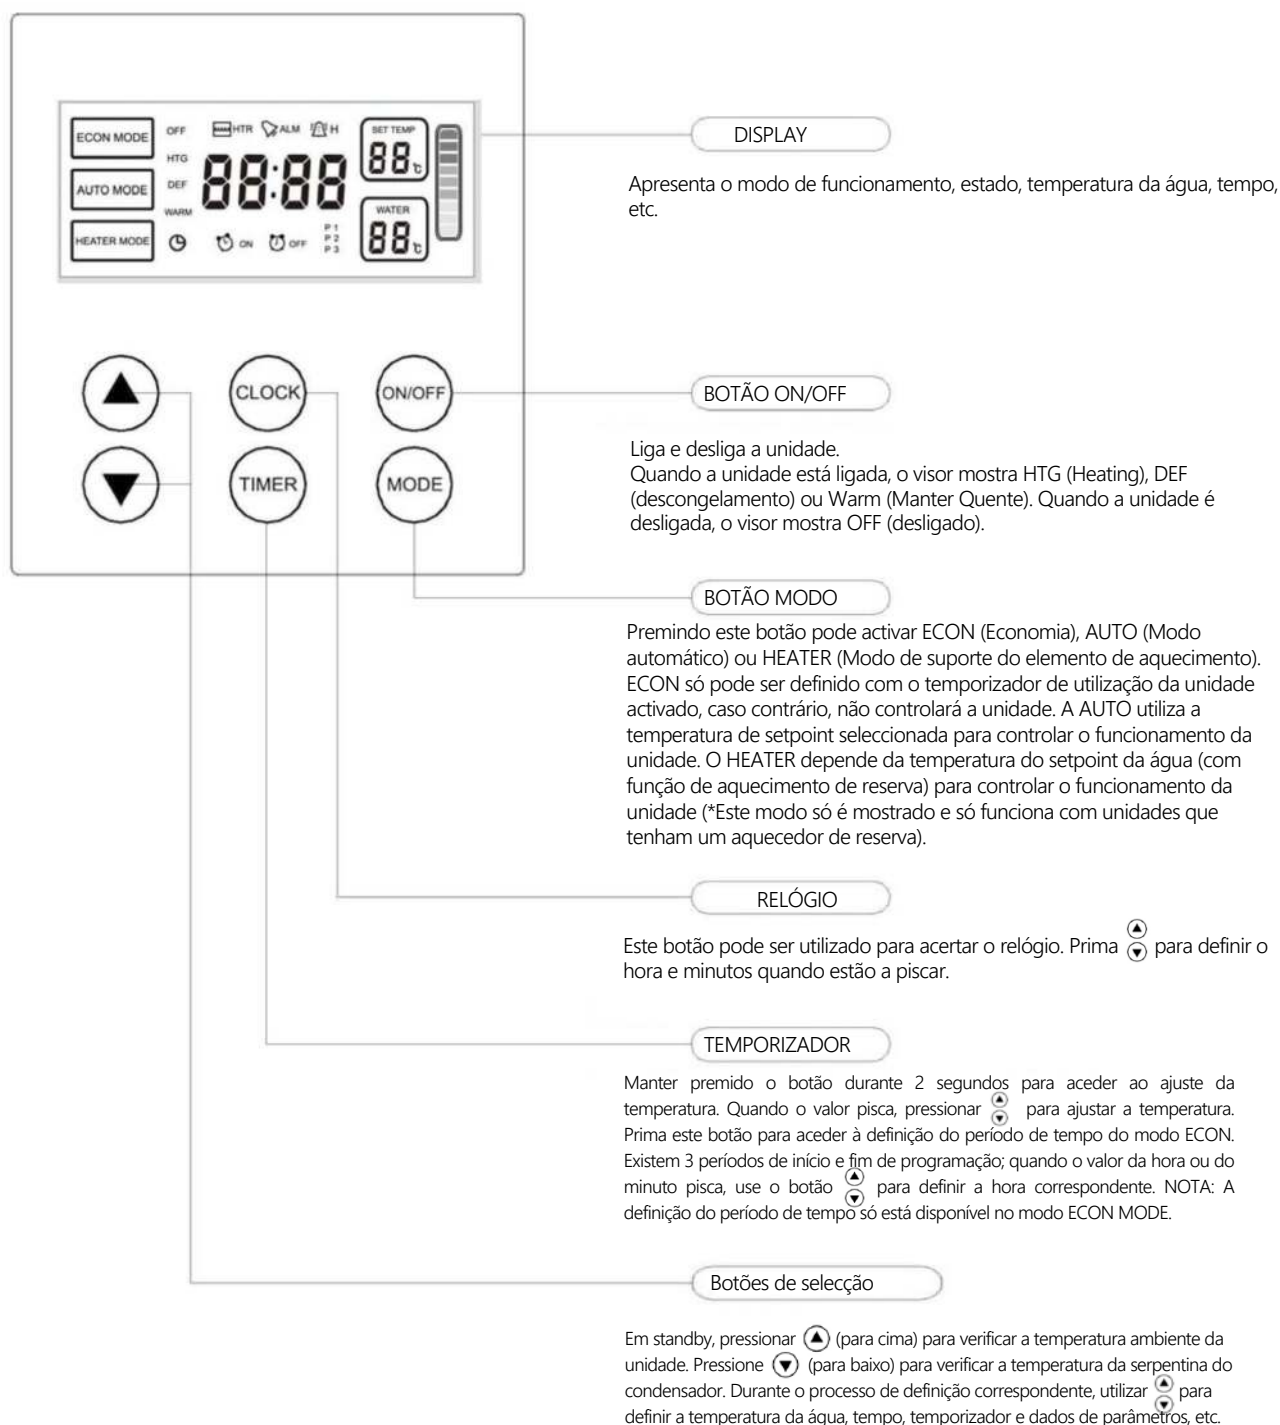 ECON MODE
AUTO MODE
HEATER MODE
OFF
HTG
DEF
WARM
HTR ALM H
88:88
ON OFF
P 1
P 2
P 3
SET TEMP
88 ℃
WATER
88 ℃
CLOCK
ON/OFF
TIMER
MODE
DISPLAY
Apresenta o modo de funcionamento, estado, temperatura da água, tempo,
etc.
BOTÃO ON/OFF
Liga e desliga a unidade.
Quando a unidade está ligada, o visor mostra HTG (Heating), DEF
(descongelamento) ou Warm (Manter Quente). Quando a unidade é
desligada, o visor mostra OFF (desligado).
BOTÃO MODO
Premindo este botão pode activar ECON (Economia), AUTO (Modo
automático) ou HEATER (Modo de suporte do elemento de aquecimento).
ECON só pode ser definido com o temporizador de utilização da unidade
activado, caso contrário, não controlará a unidade. A AUTO utiliza a
temperatura de setpoint seleccionada para controlar o funcionamento da
unidade. O HEATER depende da temperatura do setpoint da água (com
função de aquecimento de reserva) para controlar o funcionamento da
unidade (*Este modo só é mostrado e só funciona com unidades que
tenham um aquecedor de reserva).
RELÓGIO
Este botão pode ser utilizado para acertar o relógio. Prima ▲▼ para definir o
hora e minutos quando estão a piscar.
TEMPORIZADOR
Manter premido o botão durante 2 segundos para aceder ao ajuste da
temperatura. Quando o valor pisca, pressionar ▲▼ para ajustar a temperatura.
Prima este botão para aceder à definição do período de tempo do modo ECON.
Existem 3 períodos de início e fim de programação; quando o valor da hora ou do
minuto pisca, use o botão ▲▼ para definir a hora correspondente. NOTA: A
definição do período de tempo só está disponível no modo ECON MODE.
Botões de selecção
Em standby, pressionar ▲ (para cima) para verificar a temperatura ambiente da
unidade. Pressione ▼ (para baixo) para verificar a temperatura da serpentina do
condensador. Durante o processo de definição correspondente, utilizar ▲▼ para
definir a temperatura da água, tempo, temporizador e dados de parâmetros, etc.